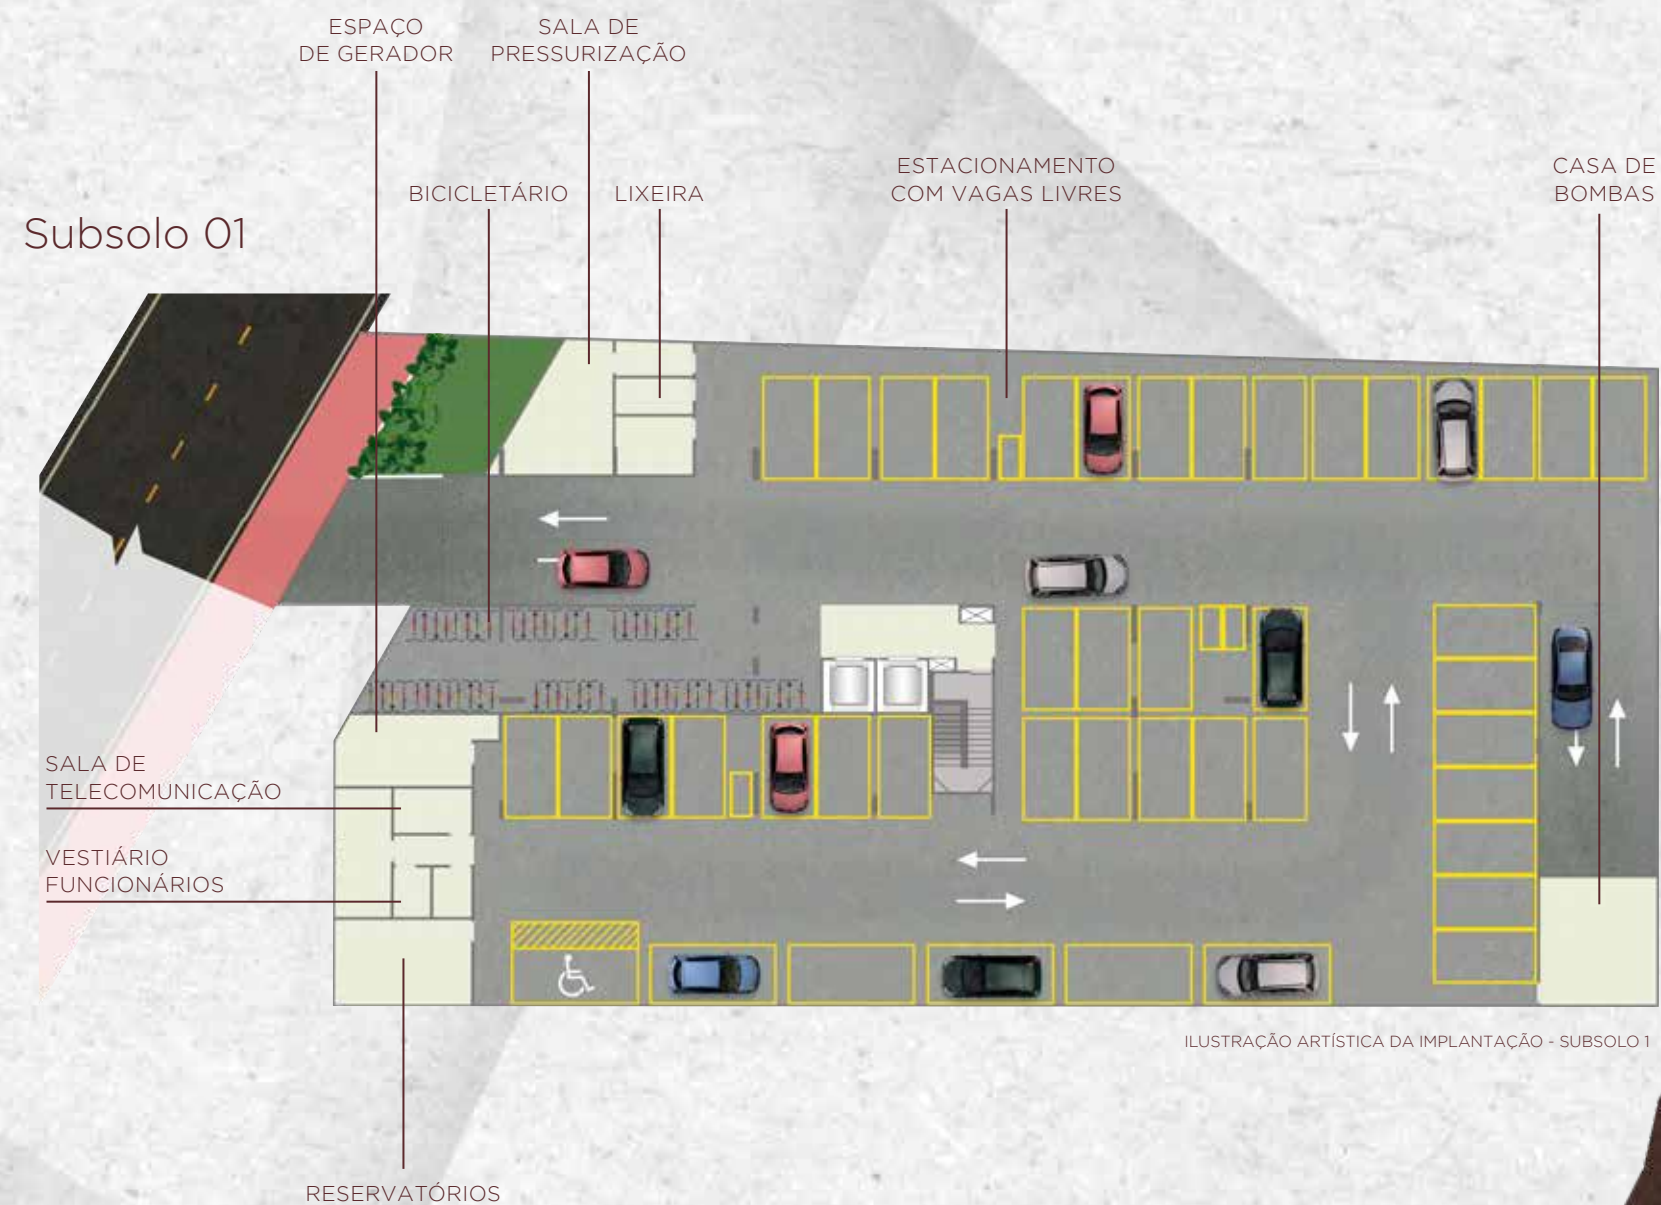 ESPAÇO
DE GERADOR
SALA DE
PRESSURIZAÇÃO
BICICLETÁRIO
LIXEIRA
ESTACIONAMENTO
COM VAGAS LIVRES
CASA DE
BOMBAS
Subsolo 01
SALA DE
TELECOMUNICAÇÃO
VESTIÁRIO
FUNCIONÁRIOS
ILUSTRAÇÃO ARTÍSTICA DA IMPLANTAÇÃO - SUBSOLO 1
RESERVATÓRIOS